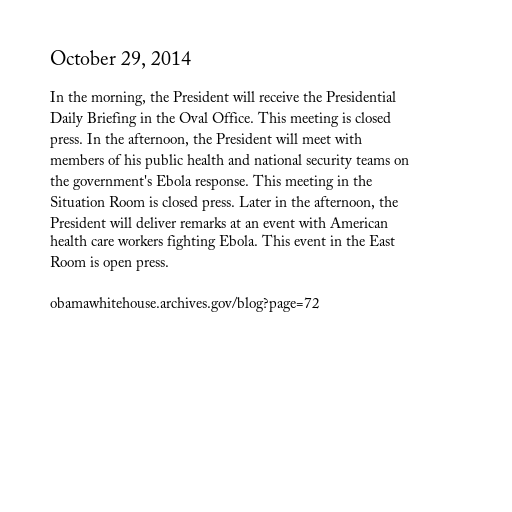 October 29, 2014
In the morning, the President will receive the Presidential
Daily Briefing in the Oval Office. This meeting is closed
press. In the afternoon, the President will meet with
members of his public health and national security teams on
the government's Ebola response. This meeting in the
Situation Room is closed press. Later in the afternoon, the
President will deliver remarks at an event with American
health care workers fighting Ebola. This event in the East
Room is open press.
obamawhitehouse.archives.gov/blog?page=72